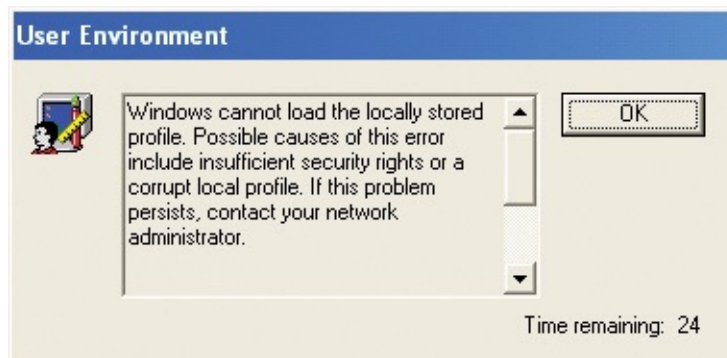 User Environment
Windows cannot load the locally stored
profile. Possible causes of this error
include insufficient security rights or a
corrupt local profile. If this problem
persists, contact your network
administrator.
OK
Time remaining: 24